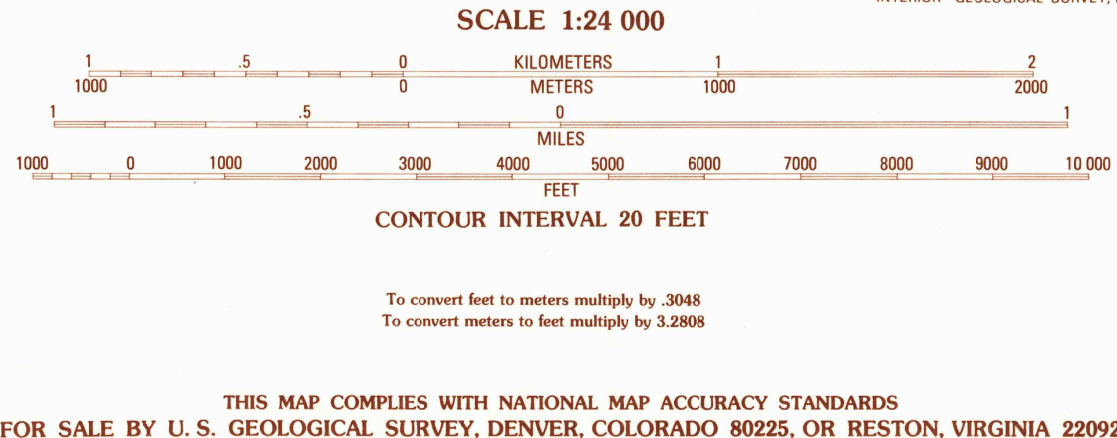 INTERIOR—GEOLOGICAL SURVEY,
SCALE 1:24 000
1 .5 0 KILOMETERS 1 2
1000 0 METERS 1000 2000
1 .5 0 1
MILES
1000 0 1000 2000 3000 4000 5000 6000 7000 8000 9000 10 000
FEET
CONTOUR INTERVAL 20 FEET
To convert feet to meters multiply by .3048
To convert meters to feet multiply by 3.2808
THIS MAP COMPLIES WITH NATIONAL MAP ACCURACY STANDARDS
FOR SALE BY U. S. GEOLOGICAL SURVEY, DENVER, COLORADO 80225, OR RESTON, VIRGINIA 22092